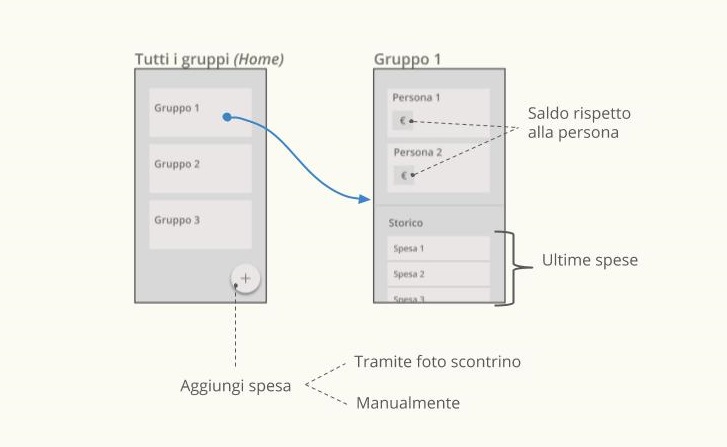 Tutti i gruppi (Home)
Gruppo 1
Gruppo 1
Gruppo 2
Gruppo 3
+
Persona 1
€
Persona 2
€
Storico
Spesa 1
Spesa 2
Spesa 3
Saldo rispetto
alla persona
Ultime spese
Aggiungi spesa
Tramite foto scontrino
Manualmente